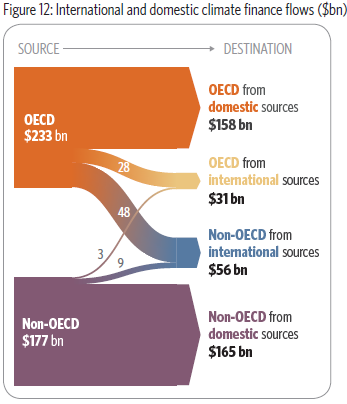 Figure 12: International and domestic climate finance flows ($bn)
SOURCE
DESTINATION
OECD
$233 bn
OECD from
domestic sources
$158 bn
28
OECD from
international sources
$31 bn
48
Non-OECD from
international sources
$56 bn
3
9
Non-OECD
$177 bn
Non-OECD from
domestic sources
$165 bn